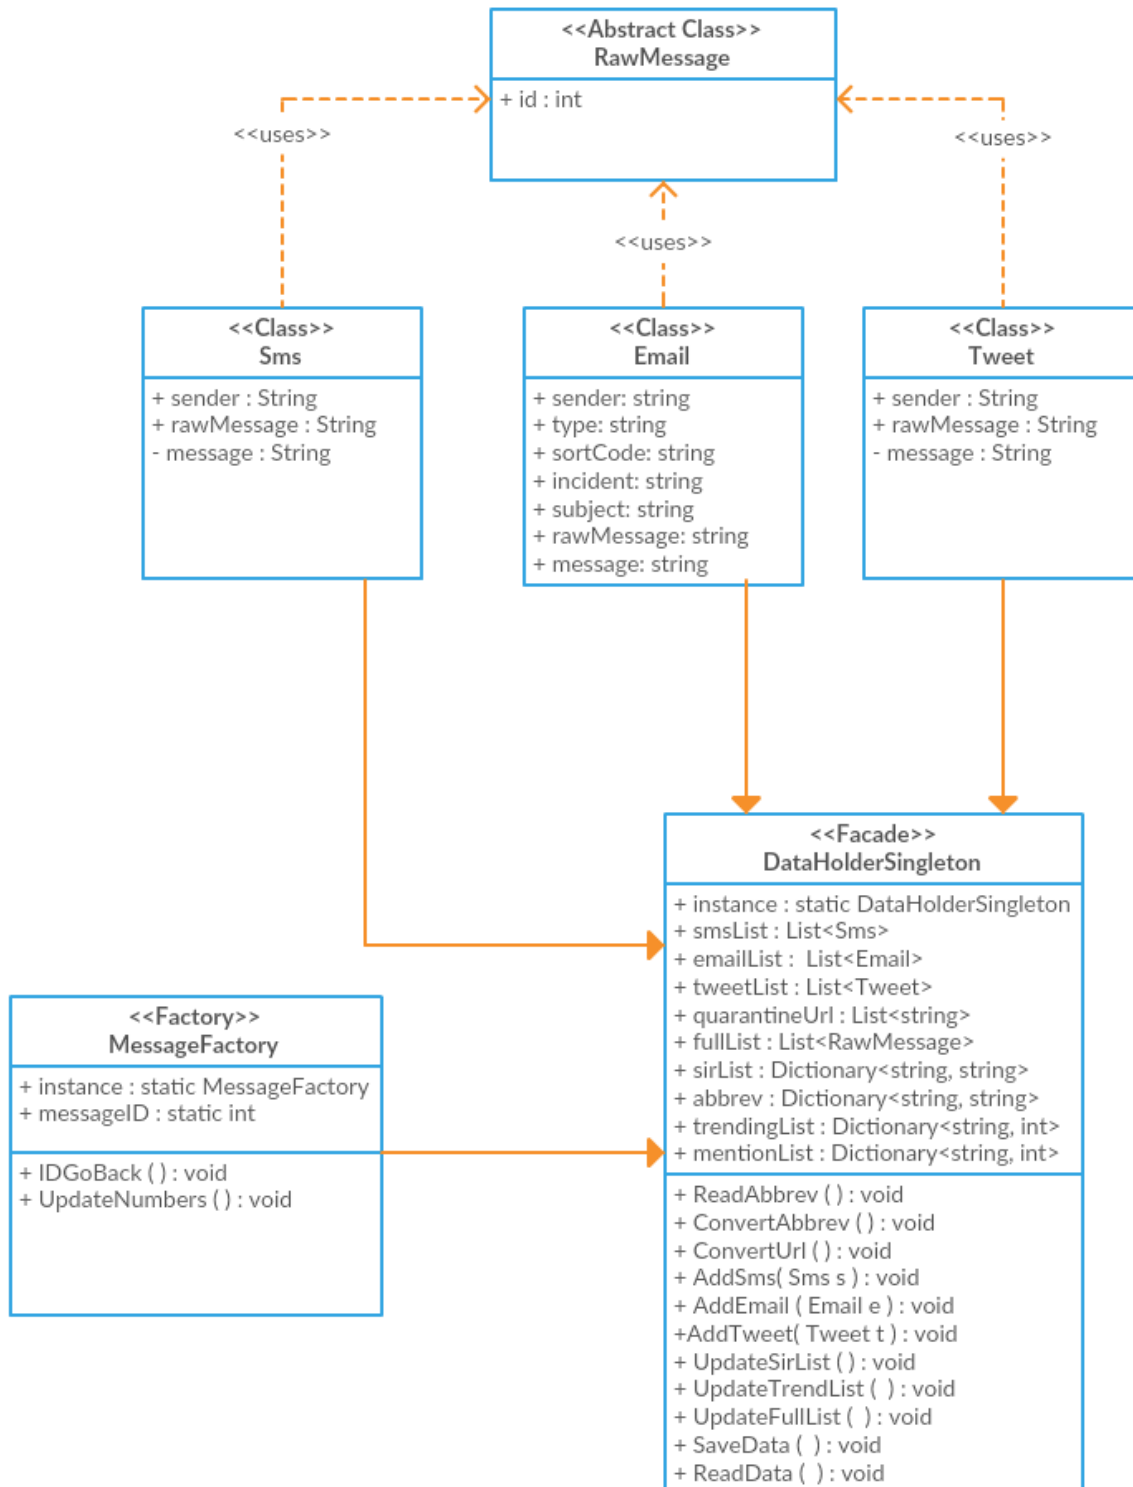 <<Abstract Class>>
RawMessage
+ id : int
<<uses>>
<<uses>>
<<uses>>
<<Class>>
Sms
+ sender : String
+ rawMessage : String
- message : String
<<Class>>
Email
+ sender: string
+ type: string
+ sortCode: string
+ incident: string
+ subject: string
+ rawMessage: string
+ message: string
<<Class>>
Tweet
+ sender : String
+ rawMessage : String
- message : String
<<Facade>>
DataHolderSingleton
+ instance : static DataHolderSingleton
+ smsList : List<Sms>
+ emailList :  List<Email>
+ tweetList : List<Tweet>
+ quarantineUrl : List<string>
+ fullList : List<RawMessage>
+ sirList : Dictionary<string, string>
+ abbrev : Dictionary<string, string>
+ trendingList : Dictionary<string, int>
+ mentionList : Dictionary<string, int>
+ ReadAbbrev ( ) : void
+ ConvertAbbrev ( ) : void
+ ConvertUrl ( ) : void
+ AddSms( Sms s ) : void
+ AddEmail ( Email e ) : void
+AddTweet( Tweet t ) : void
+ UpdateSirList ( ) : void
+ UpdateTrendList (  ) : void
+ UpdateFullList (  ) : void
+ SaveData (  ) : void
+ ReadData (  ) : void
<<Factory>>
MessageFactory
+ instance : static MessageFactory
+ messageID : static int
+ IDGoBack ( ) : void
+ UpdateNumbers ( ) : void